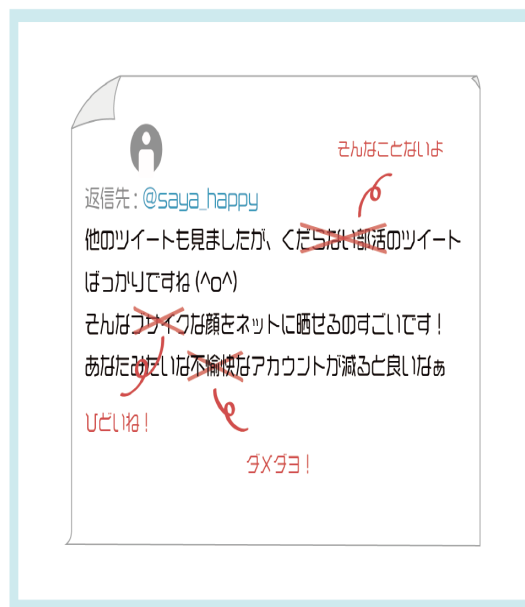 そんなことないよ
返信先:@saya_happy
他のツイートも見ましたが、くだらない部活のツイート
ばっかりですね(^o^)
そんなブサイクな顔をネットに晒せるのすごいです！
あなたみたいな不愉快なアカウントが減ると良いなぁ
ひどいね！
ダメダヨ！